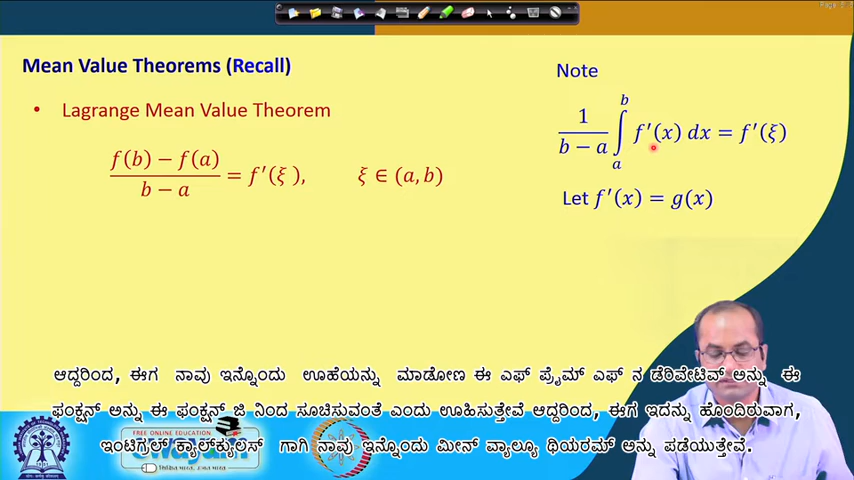 Mean Value Theorems (Recall)
• Lagrange Mean Value Theorem
f(b) − f(a) / b − a = f′(ξ ), ξ ∈ (a, b)
Note
1 / b − a ∫ₐᵇ f′(x) dx = f′(ξ)
Let f′(x) = g(x)
ಆದ್ದರಿಂದ, ಈಗ ನಾವು ಇನ್ನೊಂದು ಊಹೆಯನ್ನು ಮಾಡೋಣ ಈ ಎಫ್ ಪ್ರೈಮ್ ಎಫ್ ನ ಡೆರಿವೇಟಿವ್ ಅನ್ನು ಈ
ಫಂಕ್ಷನ್ ಅನ್ನು ಈ ಫಂಕ್ಷನ್ ಜಿ ನಿಂದ ಸೂಚಿಸುವಂತೆ ಎಂದು ಊಹಿಸುತ್ತೇವೆ ಆದ್ದರಿಂದ, ಈಗ ಇದನ್ನು ಹೊಂದಿರುವಾಗ,
ಇಂಟಿಗ್ರಲ್ ಕ್ಯಾಲ್ಕ್ಯುಲಸ್ ಗಾಗಿ ನಾವು ಇನ್ನೊಂದು ಮೀನ್ ವ್ಯಾಲ್ಯೂ ಥಿಯರಮ್ ಅನ್ನು ಪಡೆಯುತ್ತೇವೆ.
FREE ONLINE EDUCATION